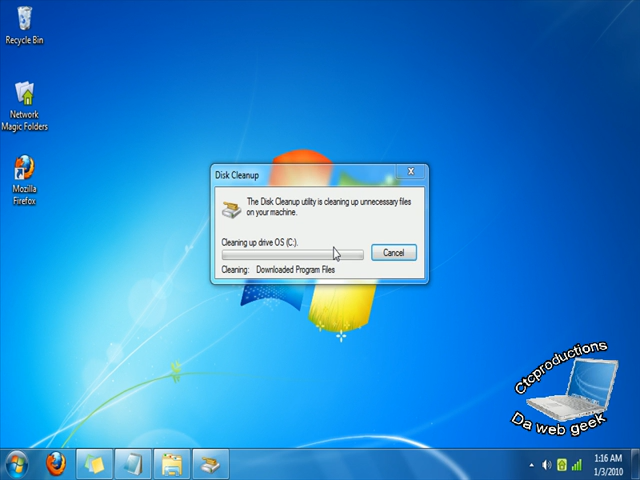 Recycle Bin
Network
Magic Folders
Mozilla
Firefox
Disk Cleanup
The Disk Cleanup utility is cleaning up unnecessary files
on your machine.
Cleaning up drive OS (C:).
Cancel
Cleaning: Downloaded Program Files
Ctcproductions
Da web geek
1:16 AM
1/3/2010